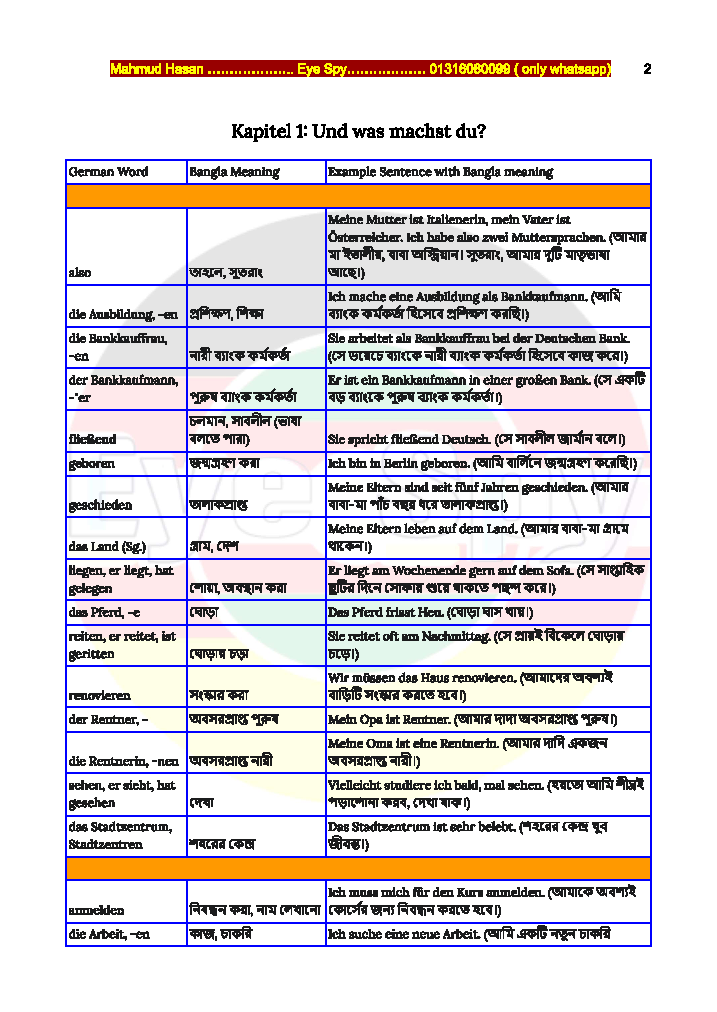 Mahmud Hasan ................... Eye Spy.................. 01316060099 ( only whatsapp) 2
Kapitel 1: Und was machst du?
German Word Bangla Meaning Example Sentence with Bangla meaning
Meine Mutter ist Italienerin, mein Vater ist
Österreicher. Ich habe also zwei Muttersprachen. (আমার
মা ইতালীয়, বাবা অস্ট্রিয়ান। সুতরাং, আমার দুটি মাতৃভাষা
also তাহলে, সুতরাং আছে।)
Ich mache eine Ausbildung als Bankkaufmann. (আমি
die Ausbildung, -en প্রশিক্ষণ, শিক্ষা ব্যাংক কর্মকর্তা হিসেবে প্রশিক্ষণ করছি।)
die Bankkauffrau, Sie arbeitet als Bankkauffrau bei der Deutschen Bank.
-en নারী ব্যাংক কর্মকর্তা (সে ডয়েচে ব্যাংকে নারী ব্যাংক কর্মকর্তা হিসেবে কাজ করে।)
der Bankkaufmann, Er ist ein Bankkaufmann in einer großen Bank. (সে একটি
-"er পুরুষ ব্যাংক কর্মকর্তা বড় ব্যাংকে পুরুষ ব্যাংক কর্মকর্তা।)
চলমান, সাবলীল (ভাষা
fließend বলতে পারা) Sie spricht fließend Deutsch. (সে সাবলীল জার্মান বলে।)
geboren জন্মগ্রহণ করা Ich bin in Berlin geboren. (আমি বার্লিনে জন্মগ্রহণ করেছি।)
Meine Eltern sind seit fünf Jahren geschieden. (আমার
geschieden তালাকপ্রাপ্ত বাবা-মা পাঁচ বছর ধরে তালাকপ্রাপ্ত।)
Meine Eltern leben auf dem Land. (আমার বাবা-মা গ্রামে
das Land (Sg.) গ্রাম, দেশ থাকেন।)
liegen, er liegt, hat Er liegt am Wochenende gern auf dem Sofa. (সে সাপ্তাহিক
gelegen শোয়া, অবস্থান করা ছুটির দিনে সোফায় শুয়ে থাকতে পছন্দ করে।)
das Pferd, -e ঘোড়া Das Pferd frisst Heu. (ঘোড়া ঘাস খায়।)
reiten, er reitet, ist Sie reitet oft am Nachmittag. (সে প্রায়ই বিকেলে ঘোড়ায়
geritten ঘোড়ায় চড়া চড়ে।)
Wir müssen das Haus renovieren. (আমাদের অবশ্যই
renovieren সংস্কার করা বাড়িটি সংস্কার করতে হবে।)
der Rentner, - অবসরপ্রাপ্ত পুরুষ Mein Opa ist Rentner. (আমার দাদা অবসরপ্রাপ্ত পুরুষ।)
Meine Oma ist eine Rentnerin. (আমার দাদি একজন
die Rentnerin, -nen অবসরপ্রাপ্ত নারী অবসরপ্রাপ্ত নারী।)
sehen, er sieht, hat Vielleicht studiere ich bald, mal sehen. (হয়তো আমি শীঘ্রই
gesehen দেখা পড়াশোনা করব, দেখা যাক।)
das Stadtzentrum, Das Stadtzentrum ist sehr belebt. (শহরের কেন্দ্র খুব
Stadtzentren শহরের কেন্দ্র জীবন্ত।)
Ich muss mich für den Kurs anmelden. (আমাকে অবশ্যই
anmelden নিবন্ধন করা, নাম লেখানো কোর্সের জন্য নিবন্ধন করতে হবে।)
die Arbeit, -en কাজ, চাকরি Ich suche eine neue Arbeit. (আমি একটি নতুন চাকরি
Eye Spy